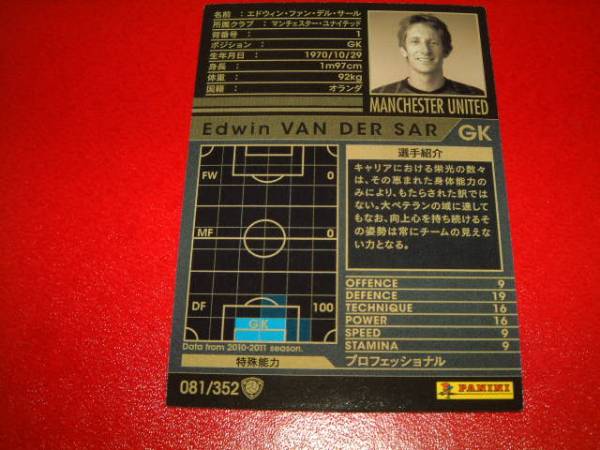 名前 : エドウィン・ファン・デル・サール
所属クラブ : マンチェスター・ユナイテッド
背番号 : 1
ポジション : GK
生年月日 : 1970/10/29
身長 : 1m97cm
体重 : 92kg
国籍 : オランダ
MANCHESTER UNITED
Edwin VAN DER SAR GK
FW 0
MF 0
DF 100
GK
Data from 2010-2011 season.
選手紹介
キャリアにおける栄光の数々
は、その恵まれた身体能力の
みにより、もたらされた訳では
ない。大ベテランの域に達して
もなお、向上心を持ち続けるそ
の姿勢は常にチームの見えな
い力となる。
OFFENCE 9
DEFENCE 19
TECHNIQUE 16
POWER 16
SPEED 9
STAMINA 9
特殊能力 プロフェッショナル
081/352
PANINI